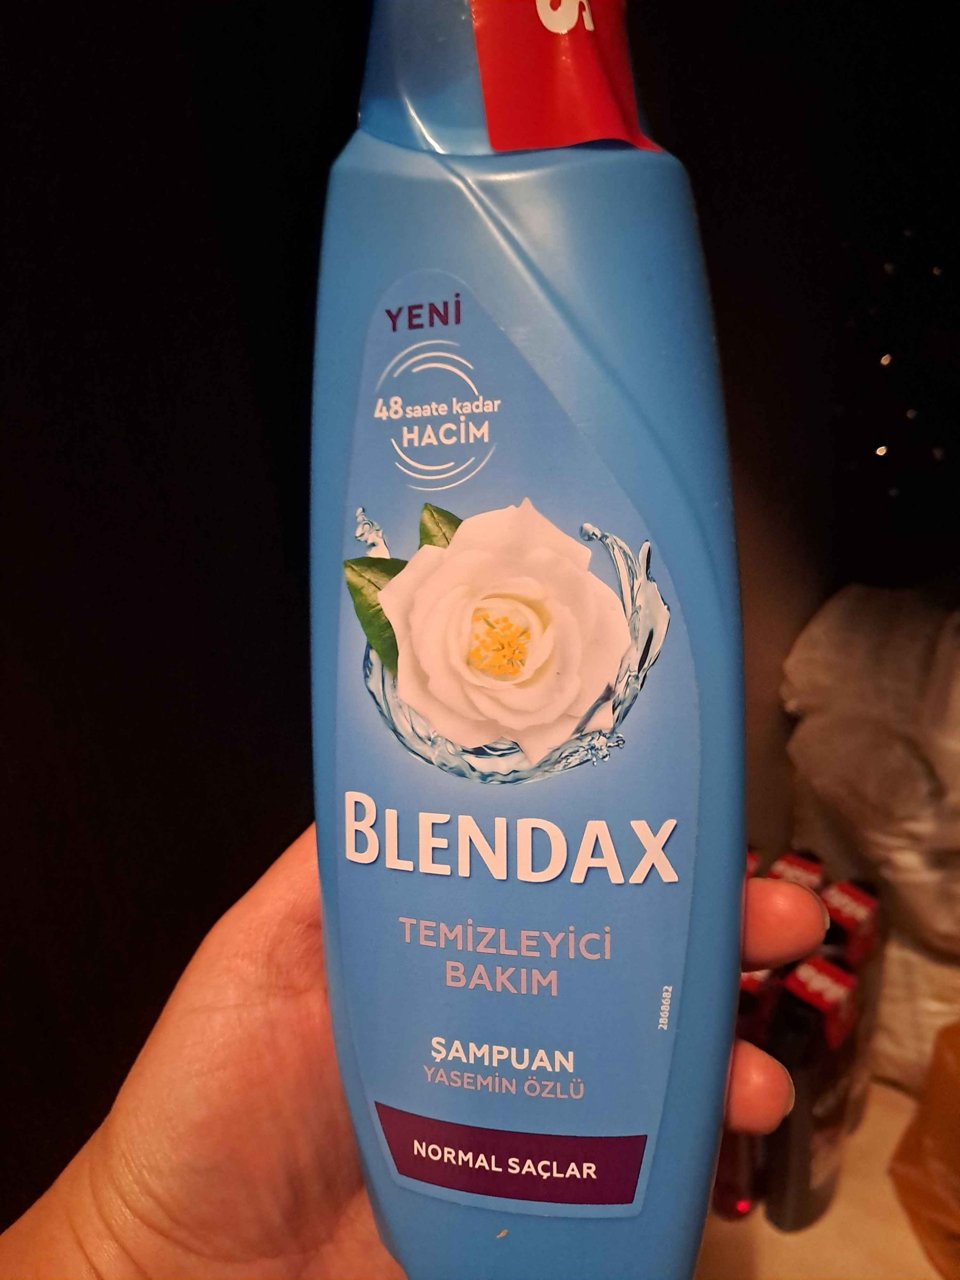 YENİ
48 saate kadar
HACİM
BLENDAX
TEMİZLEYİCİ
BAKIM
2868682
ŞAMPUAN
YASEMİN ÖZLÜ
NORMAL SAÇLAR